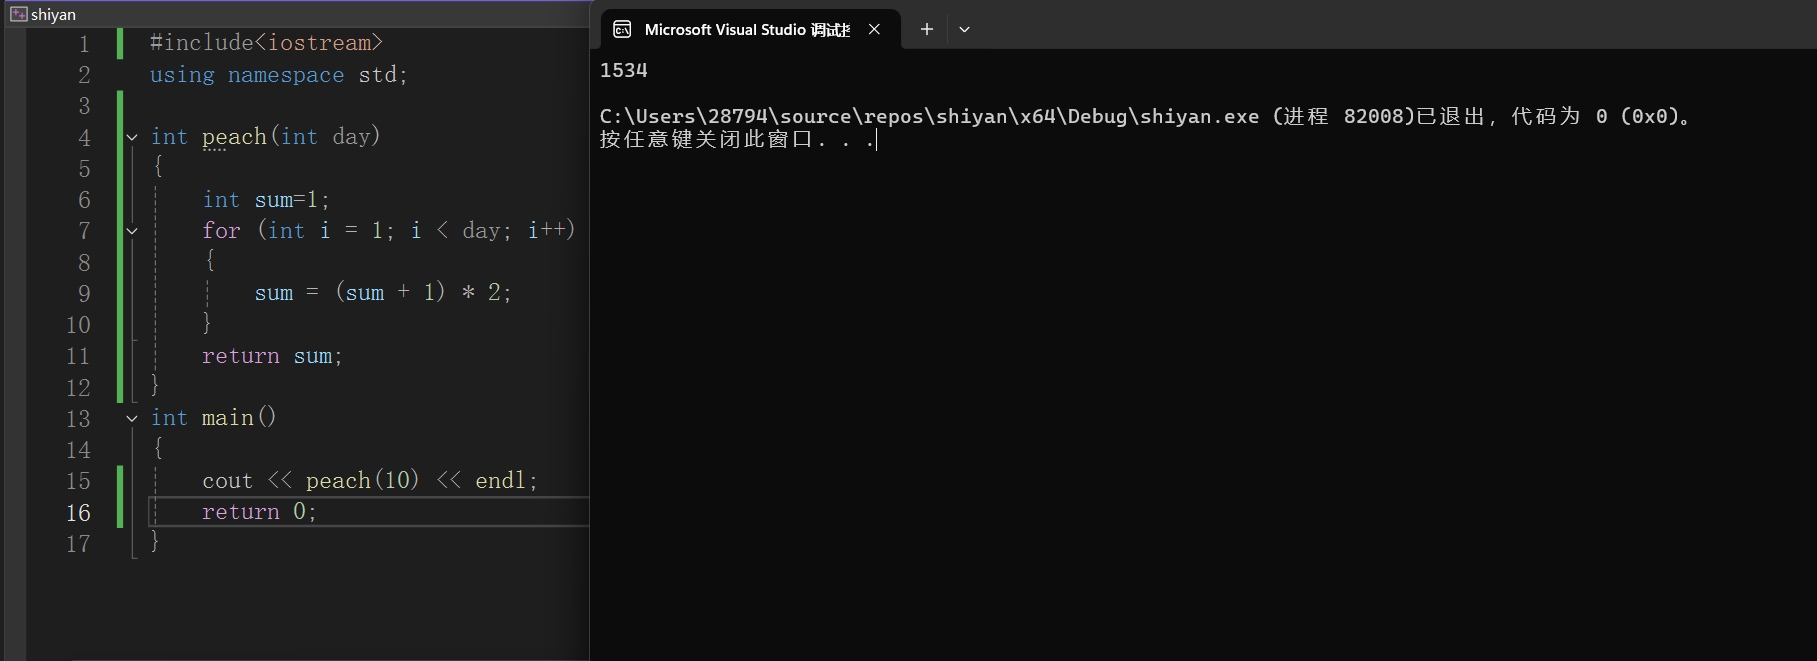 shiyan
1 #include<iostream>
2 using namespace std;
3
4 int peach(int day)
5 {
6 int sum=1;
7 for (int i = 1; i < day; i++)
8 {
9 sum = (sum + 1) * 2;
10 }
11 return sum;
12 }
13 int main()
14 {
15 cout << peach(10) << endl;
16 return 0;
17 }
Microsoft Visual Studio 调试
1534
C:\Users\28794\source\repos\shiyan\x64\Debug\shiyan.exe (进程 82008)已退出，代码为 0 (0x0)。
按任意键关闭此窗口. . .